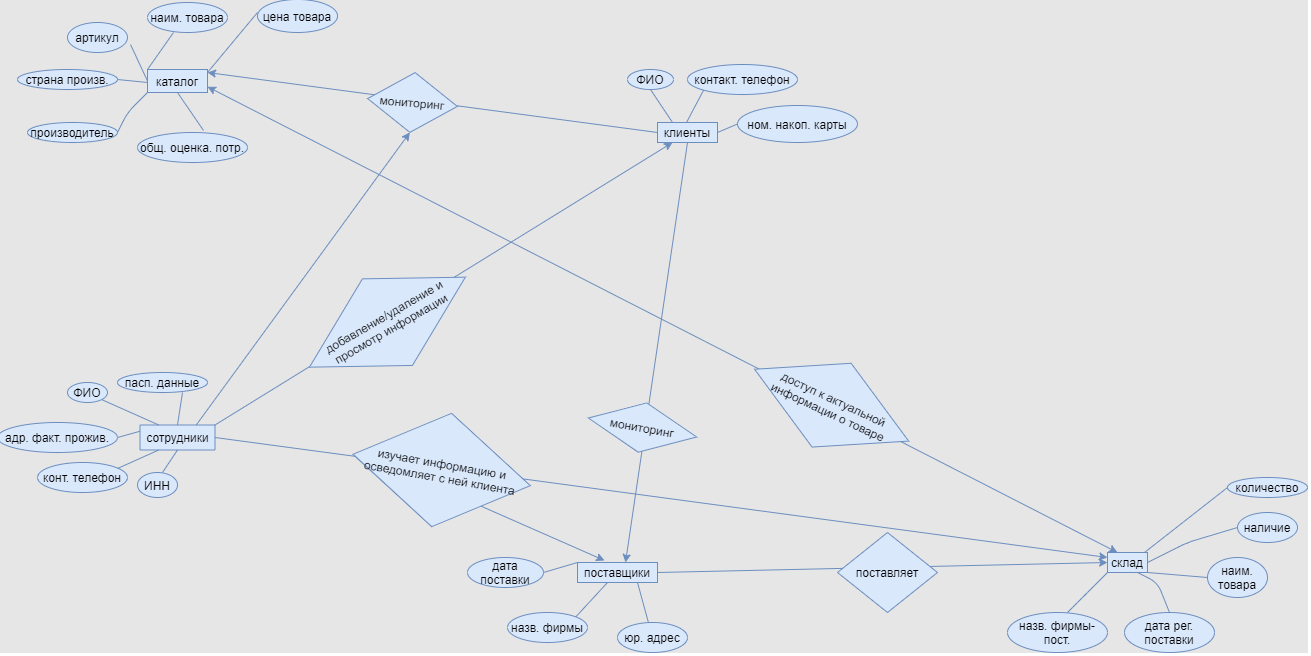 наим. товара
цена товара
артикул
страна произв.
каталог
производитель
общ. оценка. потр.
мониторинг
ФИО
контакт. телефон
клиенты
ном. накоп. карты
добавление/удаление и
просмотр информации
доступ к актуальной
информации о товаре
ФИО
пасп. данные
адр. факт. прожив.
сотрудники
конт. телефон
ИНН
изучает информацию и
осведомляет с ней клиента
мониторинг
количество
наличие
склад
наим.
товара
назв. фирмы-
пост.
дата рег.
поставки
поставляет
дата
поставки
поставщики
назв. фирмы
юр. адрес